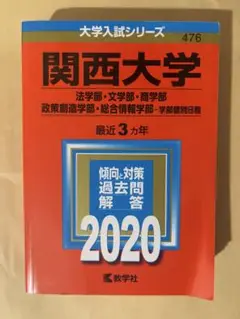 大学入試シリーズ
476
関西大学
法学部・文学部・商学部
政策創造学部・総合情報学部-学部個別日程
最近3カ年
傾向と対策
過去問
解答
2020
教学社